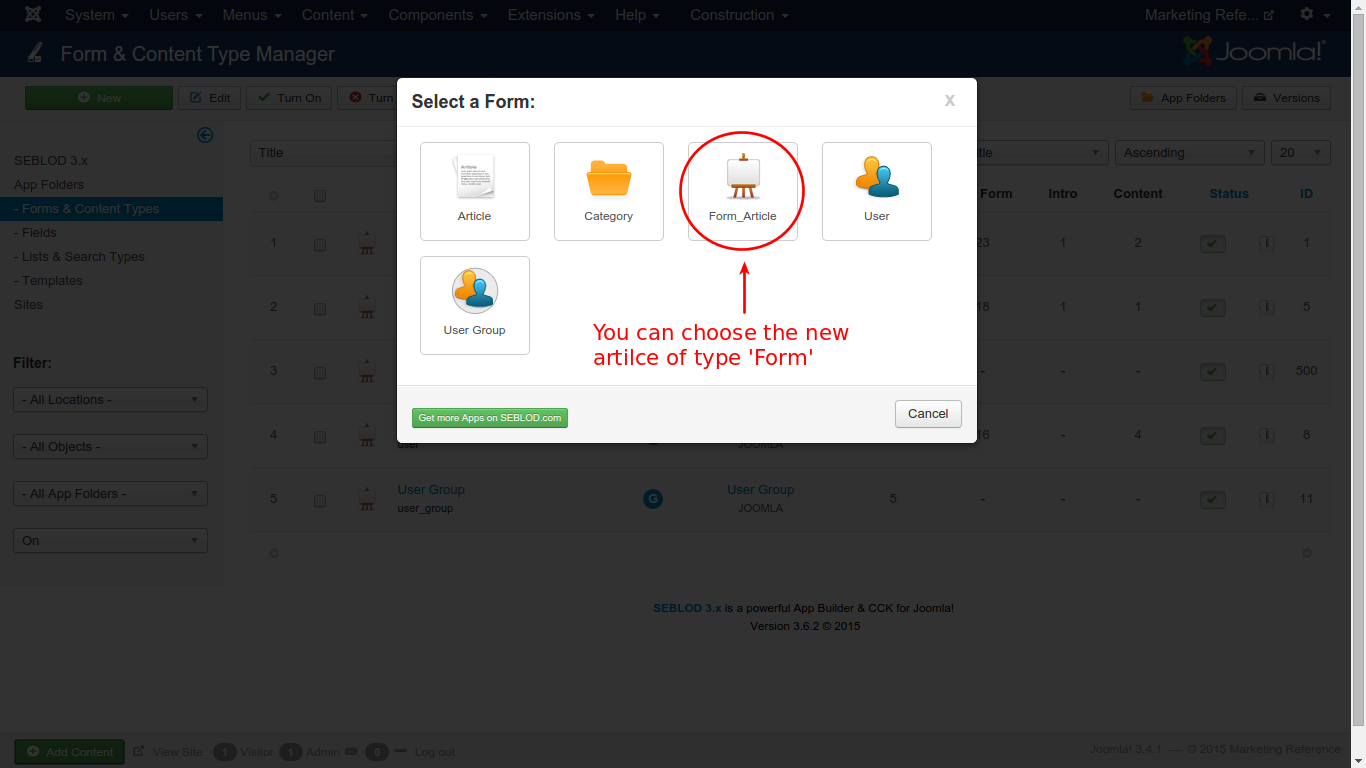 System Users Menus Content Components Extensions Help Construction Marketing Refe...
Form & Content Type Manager Joomla!®
New Edit Turn On Turn App Folders Versions
Select a Form: x
SEBLOD 3.x
App Folders
- Forms & Content Types
- Fields
- Lists & Search Types
- Templates
Sites
Filter:
- All Locations -
- All Objects -
- All App Folders -
On
Title Ascending 20
Form Intro Content Status ID
1 23 1 2 1
2 18 1 1 5
3 - - - 500
4 16 - 4 8
user JOOMLA
5 User Group G User Group 5 - - - 11
user_group JOOMLA
Article Category Form_Article User
User Group
You can choose the new
artilce of type 'Form'
Get more Apps on SEBLOD.com Cancel
SEBLOD 3.x is a powerful App Builder & CCK for Joomla!
Version 3.6.2 © 2015
Add Content View Site 1 Visitor 1 Admin 0 Log out Joomla! 3.4.1 — © 2015 Marketing Reference